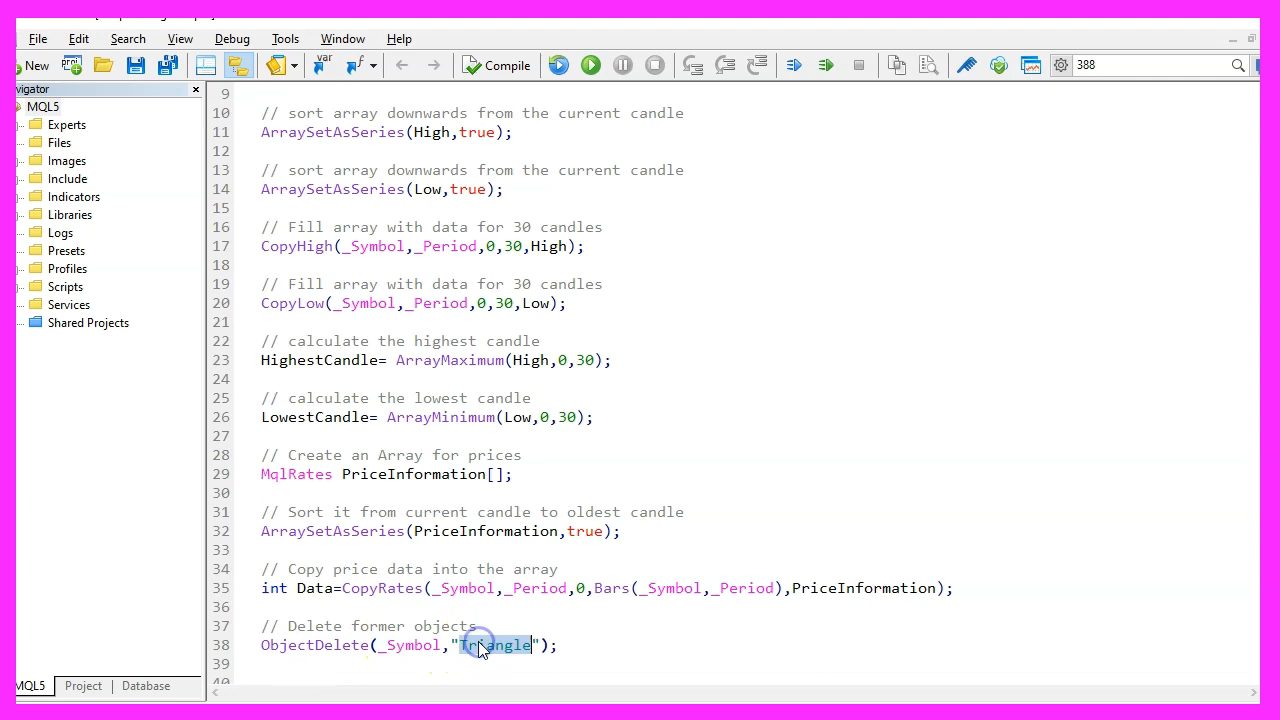 File Edit Search View Debug Tools Window Help
New Compile 388
avigator
MQL5
Experts
Files
Images
Include
Indicators
Libraries
Logs
Presets
Profiles
Scripts
Services
Shared Projects
MQL5 Project Database
9
10 // sort array downwards from the current candle
11 ArraySetAsSeries(High,true);
12
13 // sort array downwards from the current candle
14 ArraySetAsSeries(Low,true);
15
16 // Fill array with data for 30 candles
17 CopyHigh(_Symbol,_Period,0,30,High);
18
19 // Fill array with data for 30 candles
20 CopyLow(_Symbol,_Period,0,30,Low);
21
22 // calculate the highest candle
23 HighestCandle= ArrayMaximum(High,0,30);
24
25 // calculate the lowest candle
26 LowestCandle= ArrayMinimum(Low,0,30);
27
28 // Create an Array for prices
29 MqlRates PriceInformation[];
30
31 // Sort it from current candle to oldest candle
32 ArraySetAsSeries(PriceInformation,true);
33
34 // Copy price data into the array
35 int Data=CopyRates(_Symbol,_Period,0,Bars(_Symbol,_Period),PriceInformation);
36
37 // Delete former objects
38 ObjectDelete(_Symbol,"Triangle");
39
40